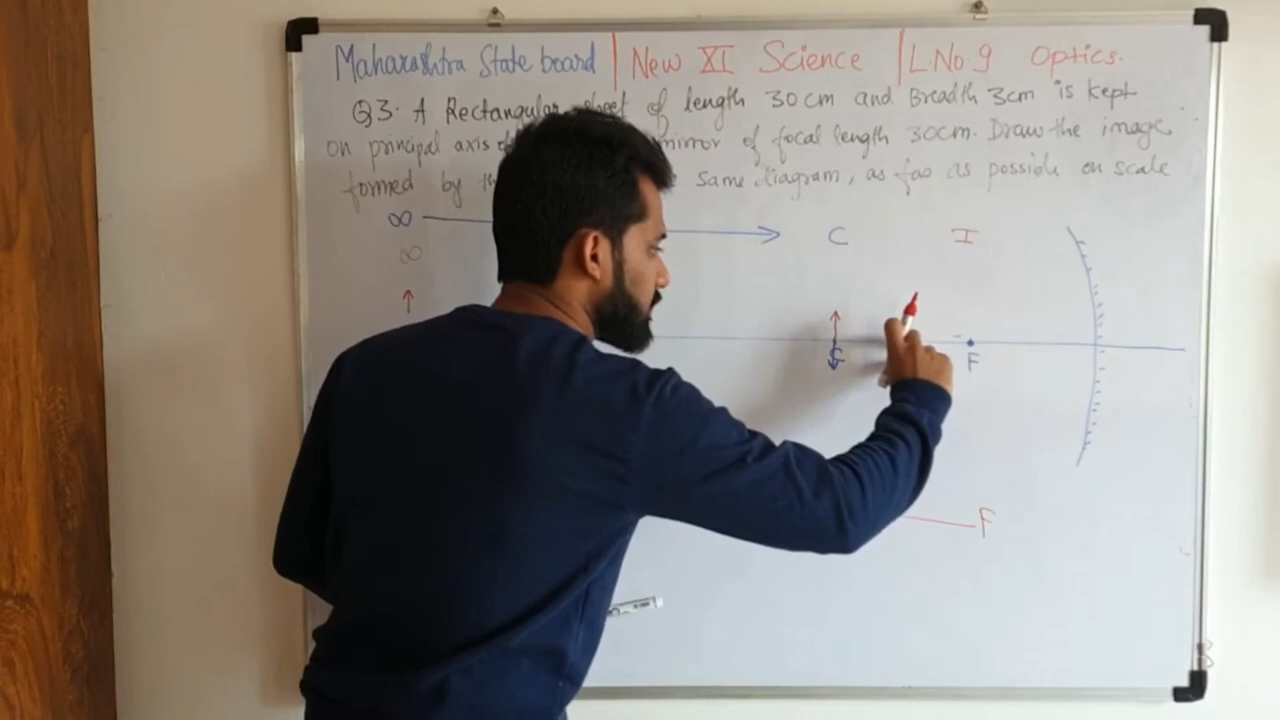 Maharashtra State board | New XI Science | L.No 9 Optics.
Q3. A Rectangular sheet of length 30 cm and Breadth 3cm is kept
on principal axis mirror of focal length 30cm. Draw the image
formed by same diagram, as far as possible on scale
∞ C I
∞
C F
F